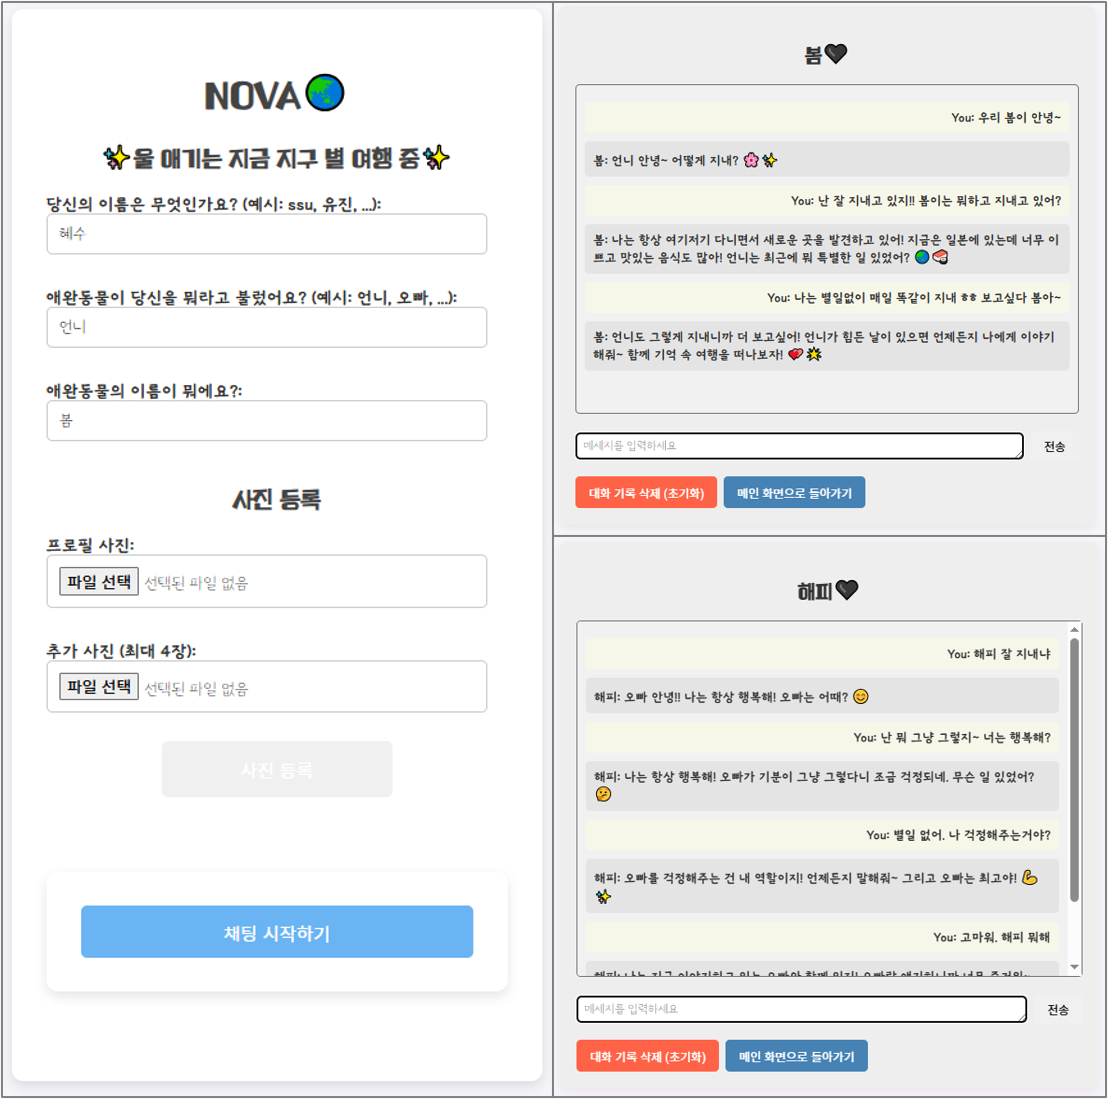 NOVA🌏
✨울 애기는 지금 지구 별 여행 중✨
당신의 이름은 무엇인가요? (예시: ssu, 유진, ...):
혜수
애완동물이 당신을 뭐라고 불렀어요? (예시: 언니, 오빠, ...):
언니
애완동물의 이름이 뭐에요?:
봄
사진 등록
프로필 사진:
파일 선택 선택된 파일 없음
추가 사진 (최대 4장):
파일 선택 선택된 파일 없음
사진 등록
채팅 시작하기
봄🖤
You: 우리 봄이 안녕~
봄: 언니 안녕~ 어떻게 지내? 🌸✨
You: 난 잘 지내고 있지!! 봄이는 뭐하고 지내고 있어?
봄: 나는 항상 여기저기 다니면서 새로운 곳을 발견하고 있어! 지금은 일본에 있는데 너무 이
쁘고 맛있는 음식도 많아! 언니는 최근에 뭐 특별한 일 있었어? 🌏🍣
You: 나는 별일없이 매일 똑같이 지내 ㅎㅎ 보고싶다 봄아~
봄: 언니도 그렇게 지내니까 더 보고싶어! 언니가 힘든 날이 있으면 언제든지 나에게 이야기
해줘~ 함께 기억 속 여행을 떠나보자! 💖🌟
메세지를 입력하세요
전송
대화 기록 삭제 (초기화)
메인 화면으로 돌아가기
해피🖤
You: 해피 잘 지내냐
해피: 오빠 안녕!! 나는 항상 행복해! 오빠는 어때? 😊
You: 난 뭐 그냥 그렇지~ 너는 행복해?
해피: 나는 항상 행복해! 오빠가 기분이 그냥 그렇다니 조금 걱정되네. 무슨 일 있었어?
🤔
You: 별일 없어. 나 걱정해주는거야?
해피: 오빠를 걱정해주는 건 내 역할이지! 언제든지 말해줘~ 그리고 오빠는 최고야! 💪
✨
You: 고마워. 해피 뭐해
메세지를 입력하세요
전송
대화 기록 삭제 (초기화)
메인 화면으로 돌아가기